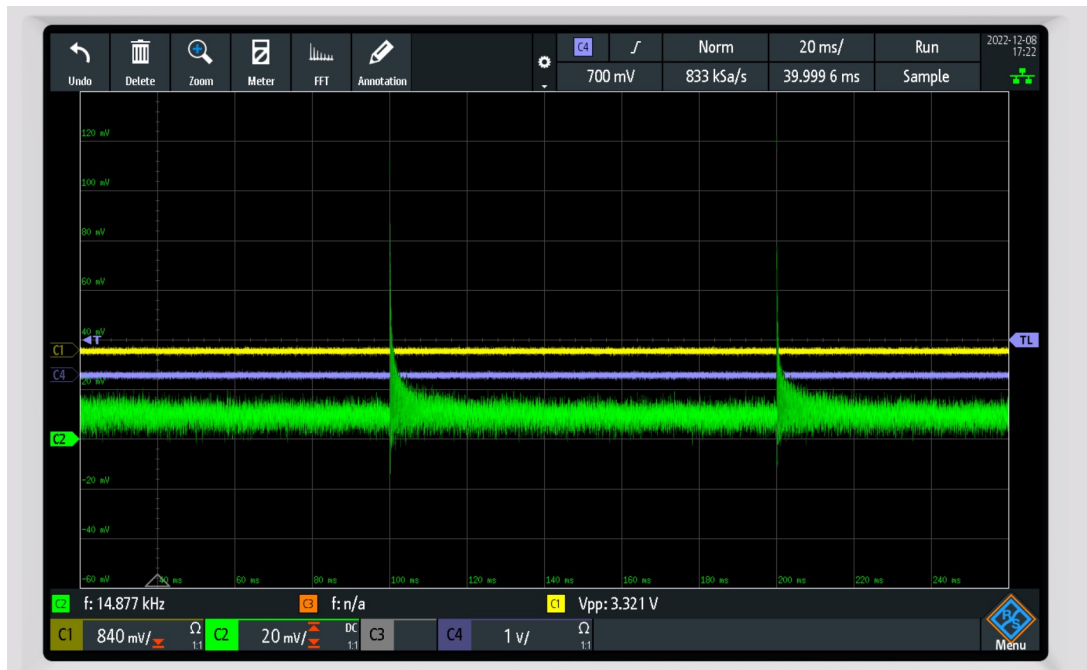 C4 Norm 20 ms/ Run 2022-12-08
17:22
Undo Delete Zoom Meter FFT Annotation
700 mV 833 kSa/s 39.999 6 ms Sample
120 mV
100 mV
80 mV
60 mV
40 mV
T
TL
C1
C4
20 mV
C2
-20 mV
-40 mV
-60 mV
40 ms 60 ms 80 ms 100 ms 120 ms 140 ms 160 ms 180 ms 200 ms 220 ms 240 ms
C2 f: 14.877 kHz C3 f: n/a C1 Vpp: 3.321 V
C1 840 mV/ Ω 1:1 C2 20 mV/ DC 1:1 C3 C4 1 V/ Ω 1:1
R S
Menu